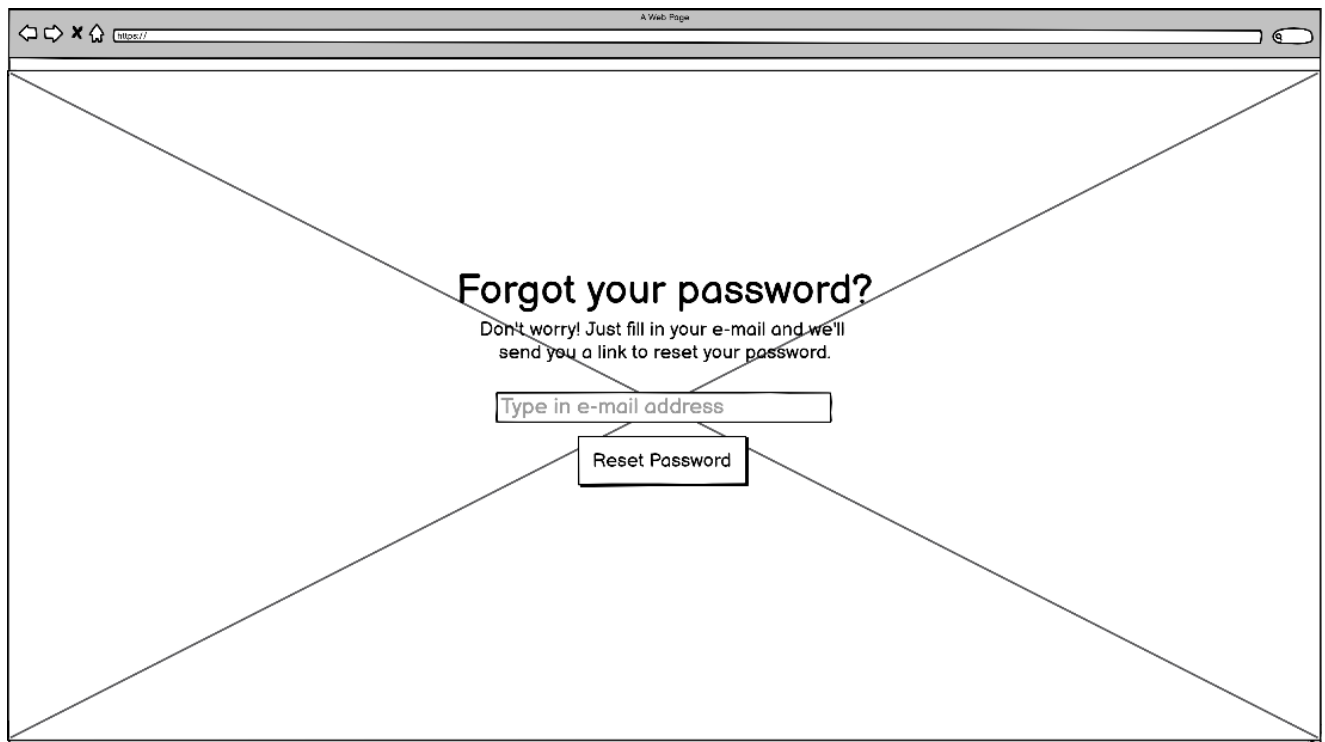 A Web Page
https://
Forgot your password?
Don't worry! Just fill in your e-mail and we'll
send you a link to reset your password.
Type in e-mail address
Reset Password